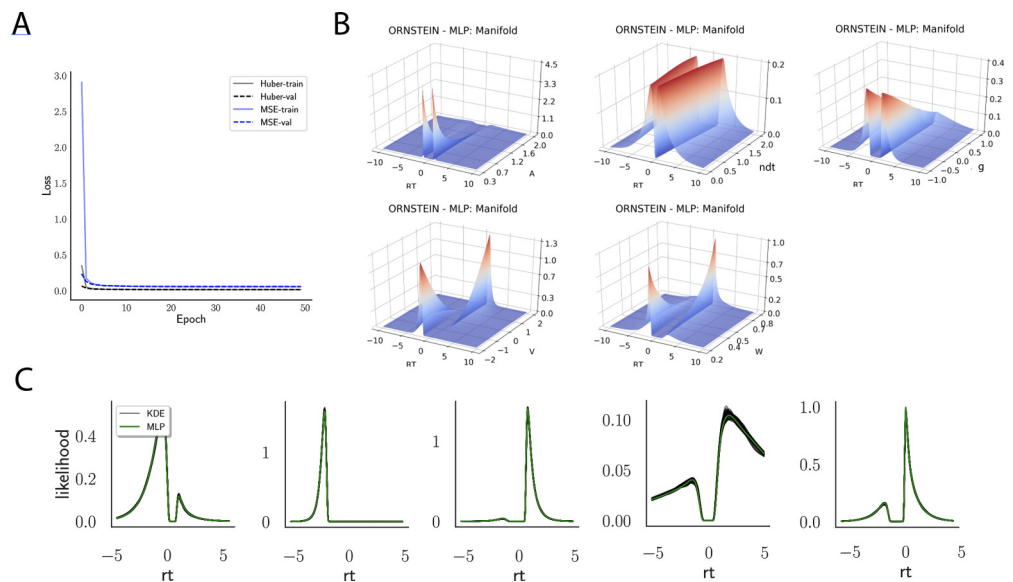 A
B
3.0
2.5
2.0
1.5
1.0
0.5
0.0
Loss
0 10 20 30 40 50
Epoch
Huber-train
Huber-val
MSE-train
MSE-val
ORNSTEIN - MLP: Manifold
4.5
3.3
2.2
1.1
0.0
−10 −5 0 5 10
RT
0.3 0.7 1.2 1.6 2.0
A
ORNSTEIN - MLP: Manifold
0.2
0.1
0.0
−10 −5 0 5 10
RT
0.0 0.5 1.0 1.5 2.0
ndt
ORNSTEIN - MLP: Manifold
0.4
0.3
0.2
0.1
0.0
−10 −5 0 5 10
RT
−1.0 −0.5 0.0 0.5 1.0
g
ORNSTEIN - MLP: Manifold
1.3
1.0
0.7
0.3
0.0
−10 −5 0 5 10
RT
−2 −1 0 1 2
V
ORNSTEIN - MLP: Manifold
1.0
0.7
0.5
0.2
0.0
−10 −5 0 5 10
RT
0.2 0.4 0.5 0.7 0.8
W
C
KDE
MLP
likelihood
0.4
0.2
0.0
−5 0 5
rt
1
0
−5 0 5
rt
1
0
−5 0 5
rt
0.10
0.05
0.00
−5 0 5
rt
1.0
0.5
0.0
−5 0 5
rt